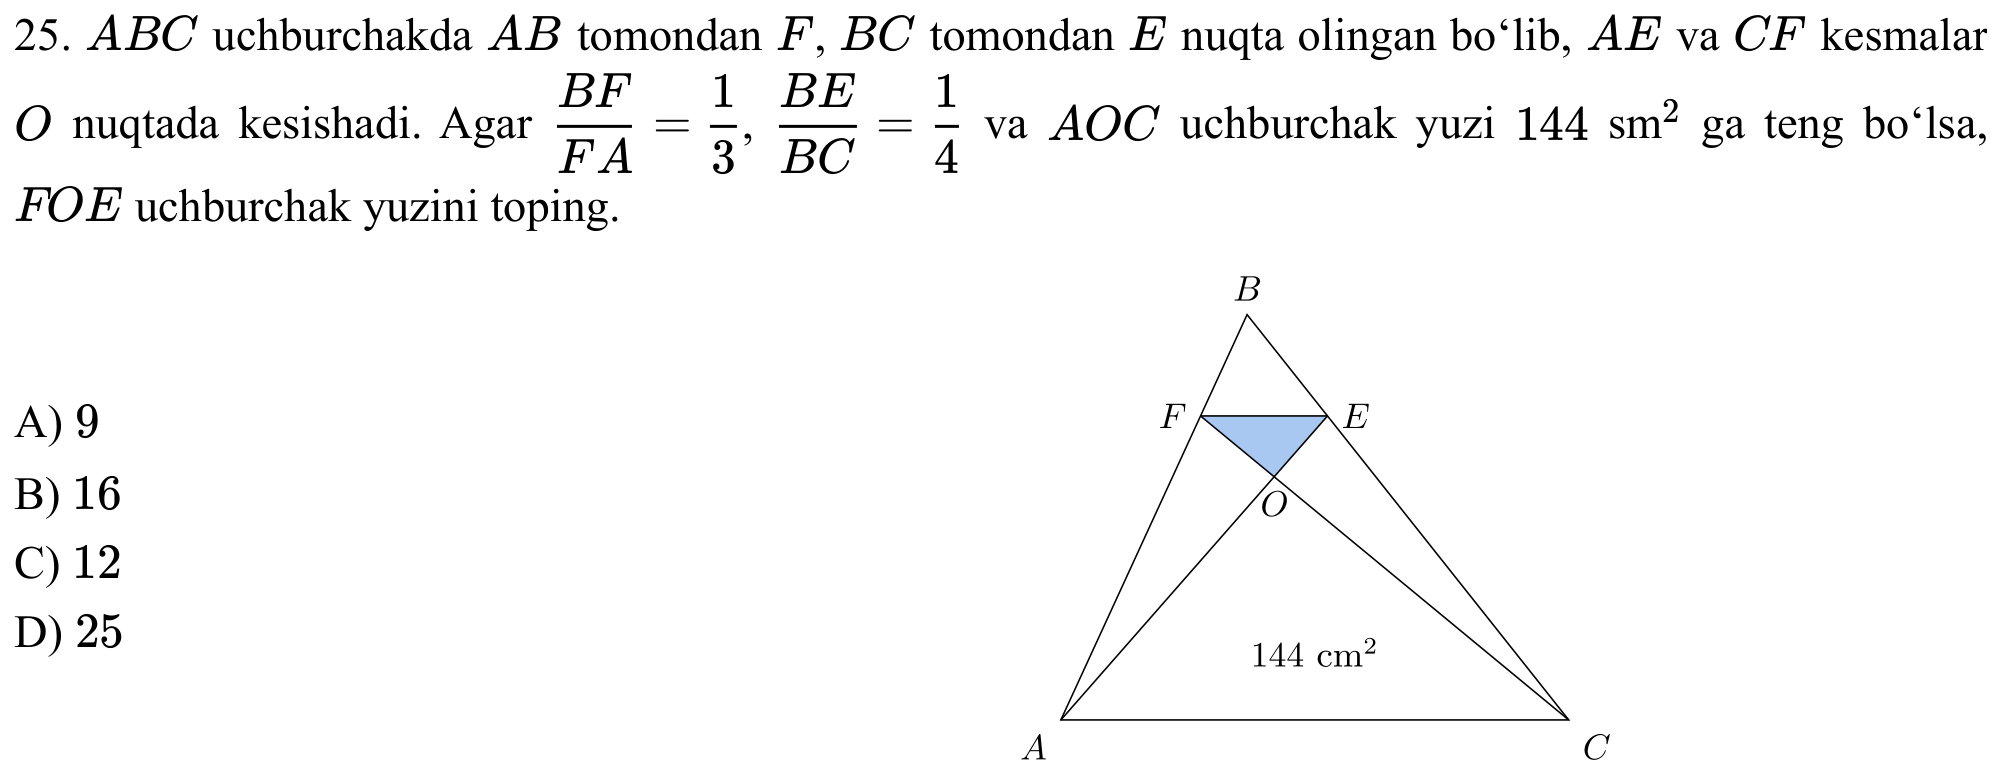 25. ABC uchburchakda AB tomondan F, BC tomondan E nuqta olingan bo‘lib, AE va CF kesmalar
O nuqtada kesishadi. Agar BF/FA = 1/3, BE/BC = 1/4 va AOC uchburchak yuzi 144 sm² ga teng bo‘lsa,
FOE uchburchak yuzini toping.
B
F
E
A) 9
B) 16
O
C) 12
D) 25
144 cm²
A
C